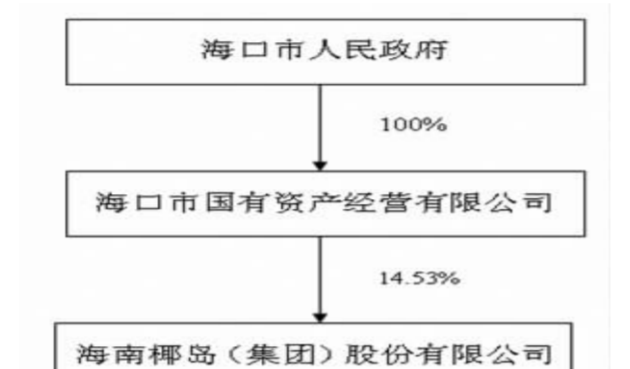 海口市人民政府
100%
海口市国有资产经营有限公司
14.53%
海南椰岛（集团）股份有限公司